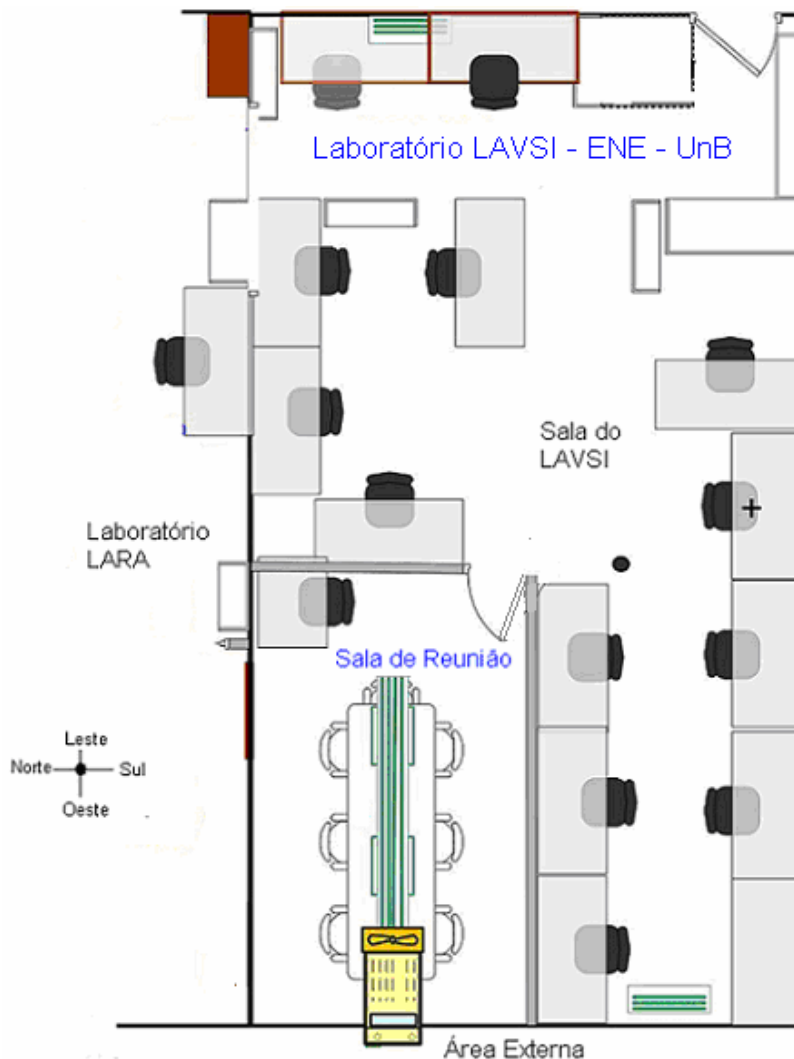 Laboratório LAVSI - ENE - UnB
Sala do
LAVSI
Laboratório
LARA
Sala de Reunião
Leste
Norte
Sul
Oeste
Área Externa